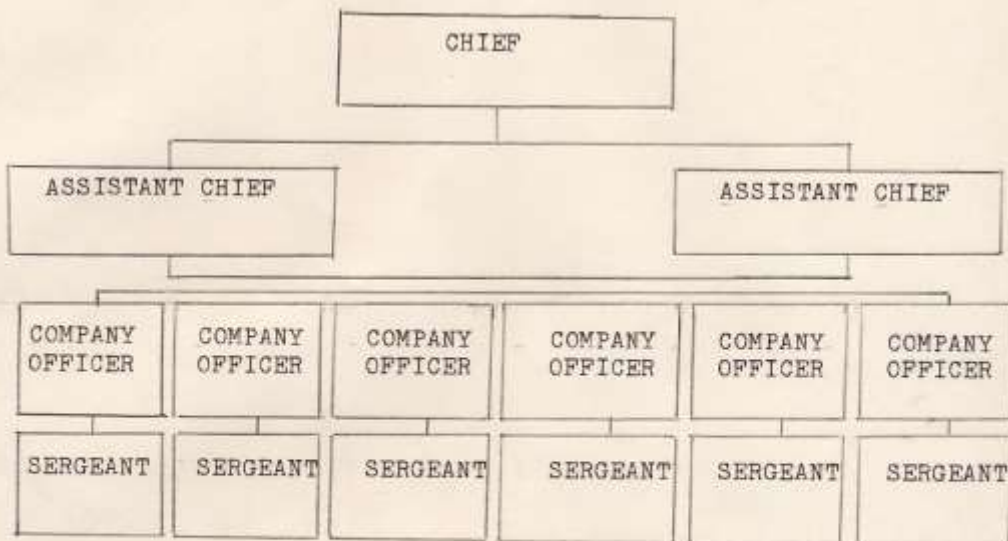 CHIEF
ASSISTANT CHIEF
ASSISTANT CHIEF
COMPANY
OFFICER
COMPANY
OFFICER
COMPANY
OFFICER
COMPANY
OFFICER
COMPANY
OFFICER
COMPANY
OFFICER
SERGEANT
SERGEANT
SERGEANT
SERGEANT
SERGEANT
SERGEANT